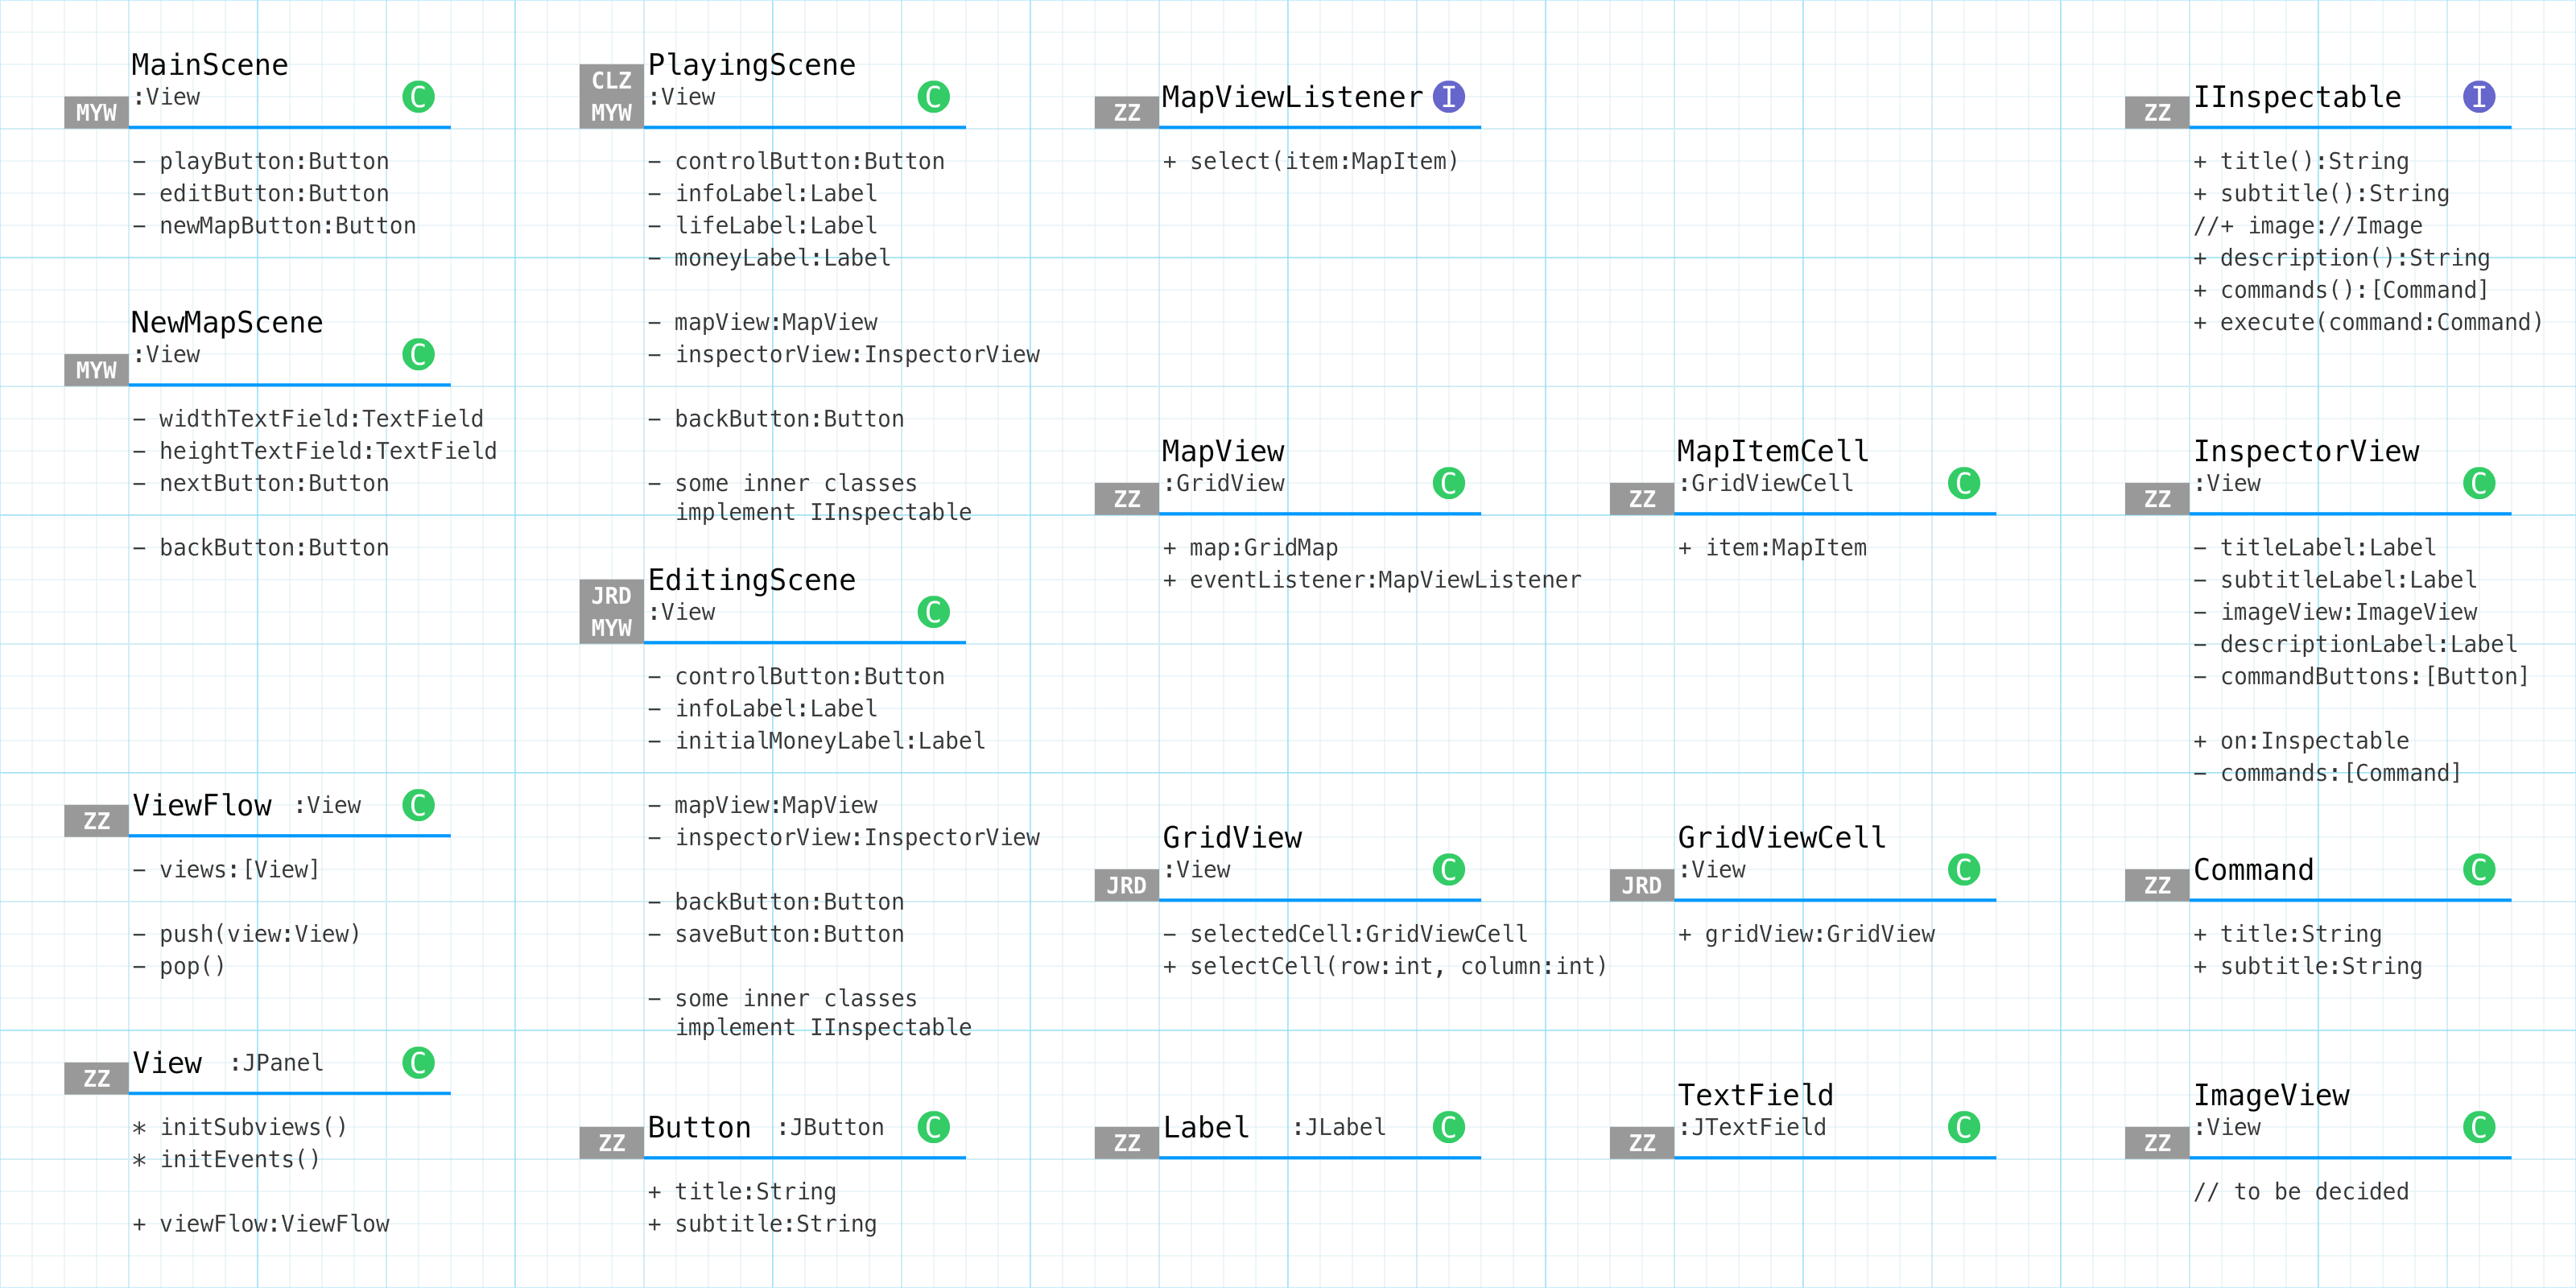 MainScene
:View
C
MYW
- playButton:Button
- editButton:Button
- newMapButton:Button
NewMapScene
:View
C
MYW
- widthTextField:TextField
- heightTextField:TextField
- nextButton:Button
- backButton:Button
ViewFlow :View
C
ZZ
- views:[View]
- push(view:View)
- pop()
View :JPanel
C
ZZ
* initSubviews()
* initEvents()
+ viewFlow:ViewFlow
PlayingScene
:View
C
CLZ
MYW
- controlButton:Button
- infoLabel:Label
- lifeLabel:Label
- moneyLabel:Label
- mapView:MapView
- inspectorView:InspectorView
- backButton:Button
- some inner classes
implement IInspectable
EditingScene
:View
C
JRD
MYW
- controlButton:Button
- infoLabel:Label
- initialMoneyLabel:Label
- mapView:MapView
- inspectorView:InspectorView
- backButton:Button
- saveButton:Button
- some inner classes
implement IInspectable
Button :JButton
C
ZZ
+ title:String
+ subtitle:String
MapViewListener
I
ZZ
+ select(item:MapItem)
MapView
:GridView
C
ZZ
+ map:GridMap
+ eventListener:MapViewListener
GridView
:View
C
JRD
- selectedCell:GridViewCell
+ selectCell(row:int, column:int)
Label :JLabel
C
ZZ
MapItemCell
:GridViewCell
C
ZZ
+ item:MapItem
GridViewCell
:View
C
JRD
+ gridView:GridView
TextField
:JTextField
C
ZZ
IInspectable
I
ZZ
+ title():String
+ subtitle():String
//+ image://Image
+ description():String
+ commands():[Command]
+ execute(command:Command)
InspectorView
:View
C
ZZ
- titleLabel:Label
- subtitleLabel:Label
- imageView:ImageView
- descriptionLabel:Label
- commandButtons:[Button]
+ on:Inspectable
- commands:[Command]
Command
C
ZZ
+ title:String
+ subtitle:String
ImageView
:View
C
ZZ
// to be decided